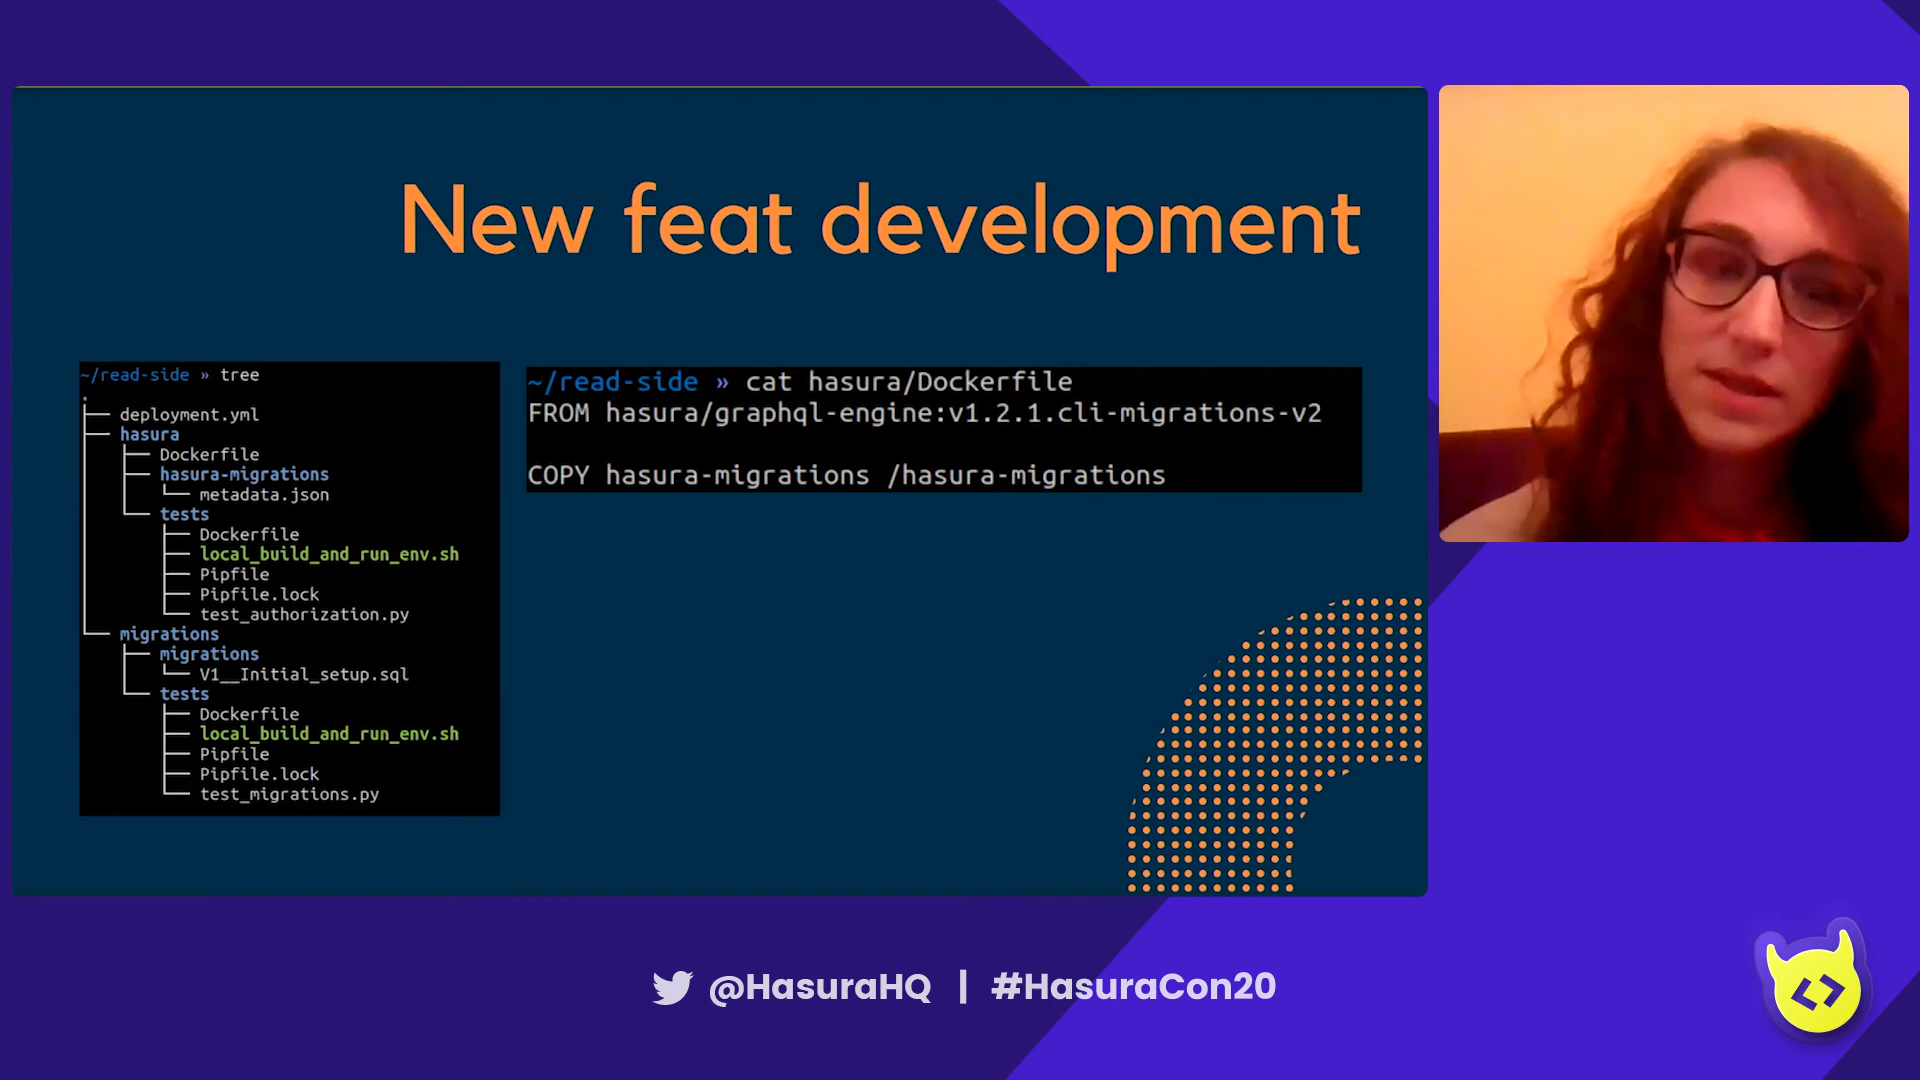 New feat development
~/read-side » tree
.
├── deployment.yml
├── hasura
│   ├── Dockerfile
│   ├── hasura-migrations
│   │   └── metadata.json
│   └── tests
│       ├── Dockerfile
│       ├── local_build_and_run_env.sh
│       ├── Pipfile
│       ├── Pipfile.lock
│       └── test_authorization.py
└── migrations
    ├── migrations
    │   └── V1__Initial_setup.sql
    └── tests
        ├── Dockerfile
        ├── local_build_and_run_env.sh
        ├── Pipfile
        ├── Pipfile.lock
        └── test_migrations.py
~/read-side » cat hasura/Dockerfile
FROM hasura/graphql-engine:v1.2.1.cli-migrations-v2
COPY hasura-migrations /hasura-migrations
@HasuraHQ | #HasuraCon20